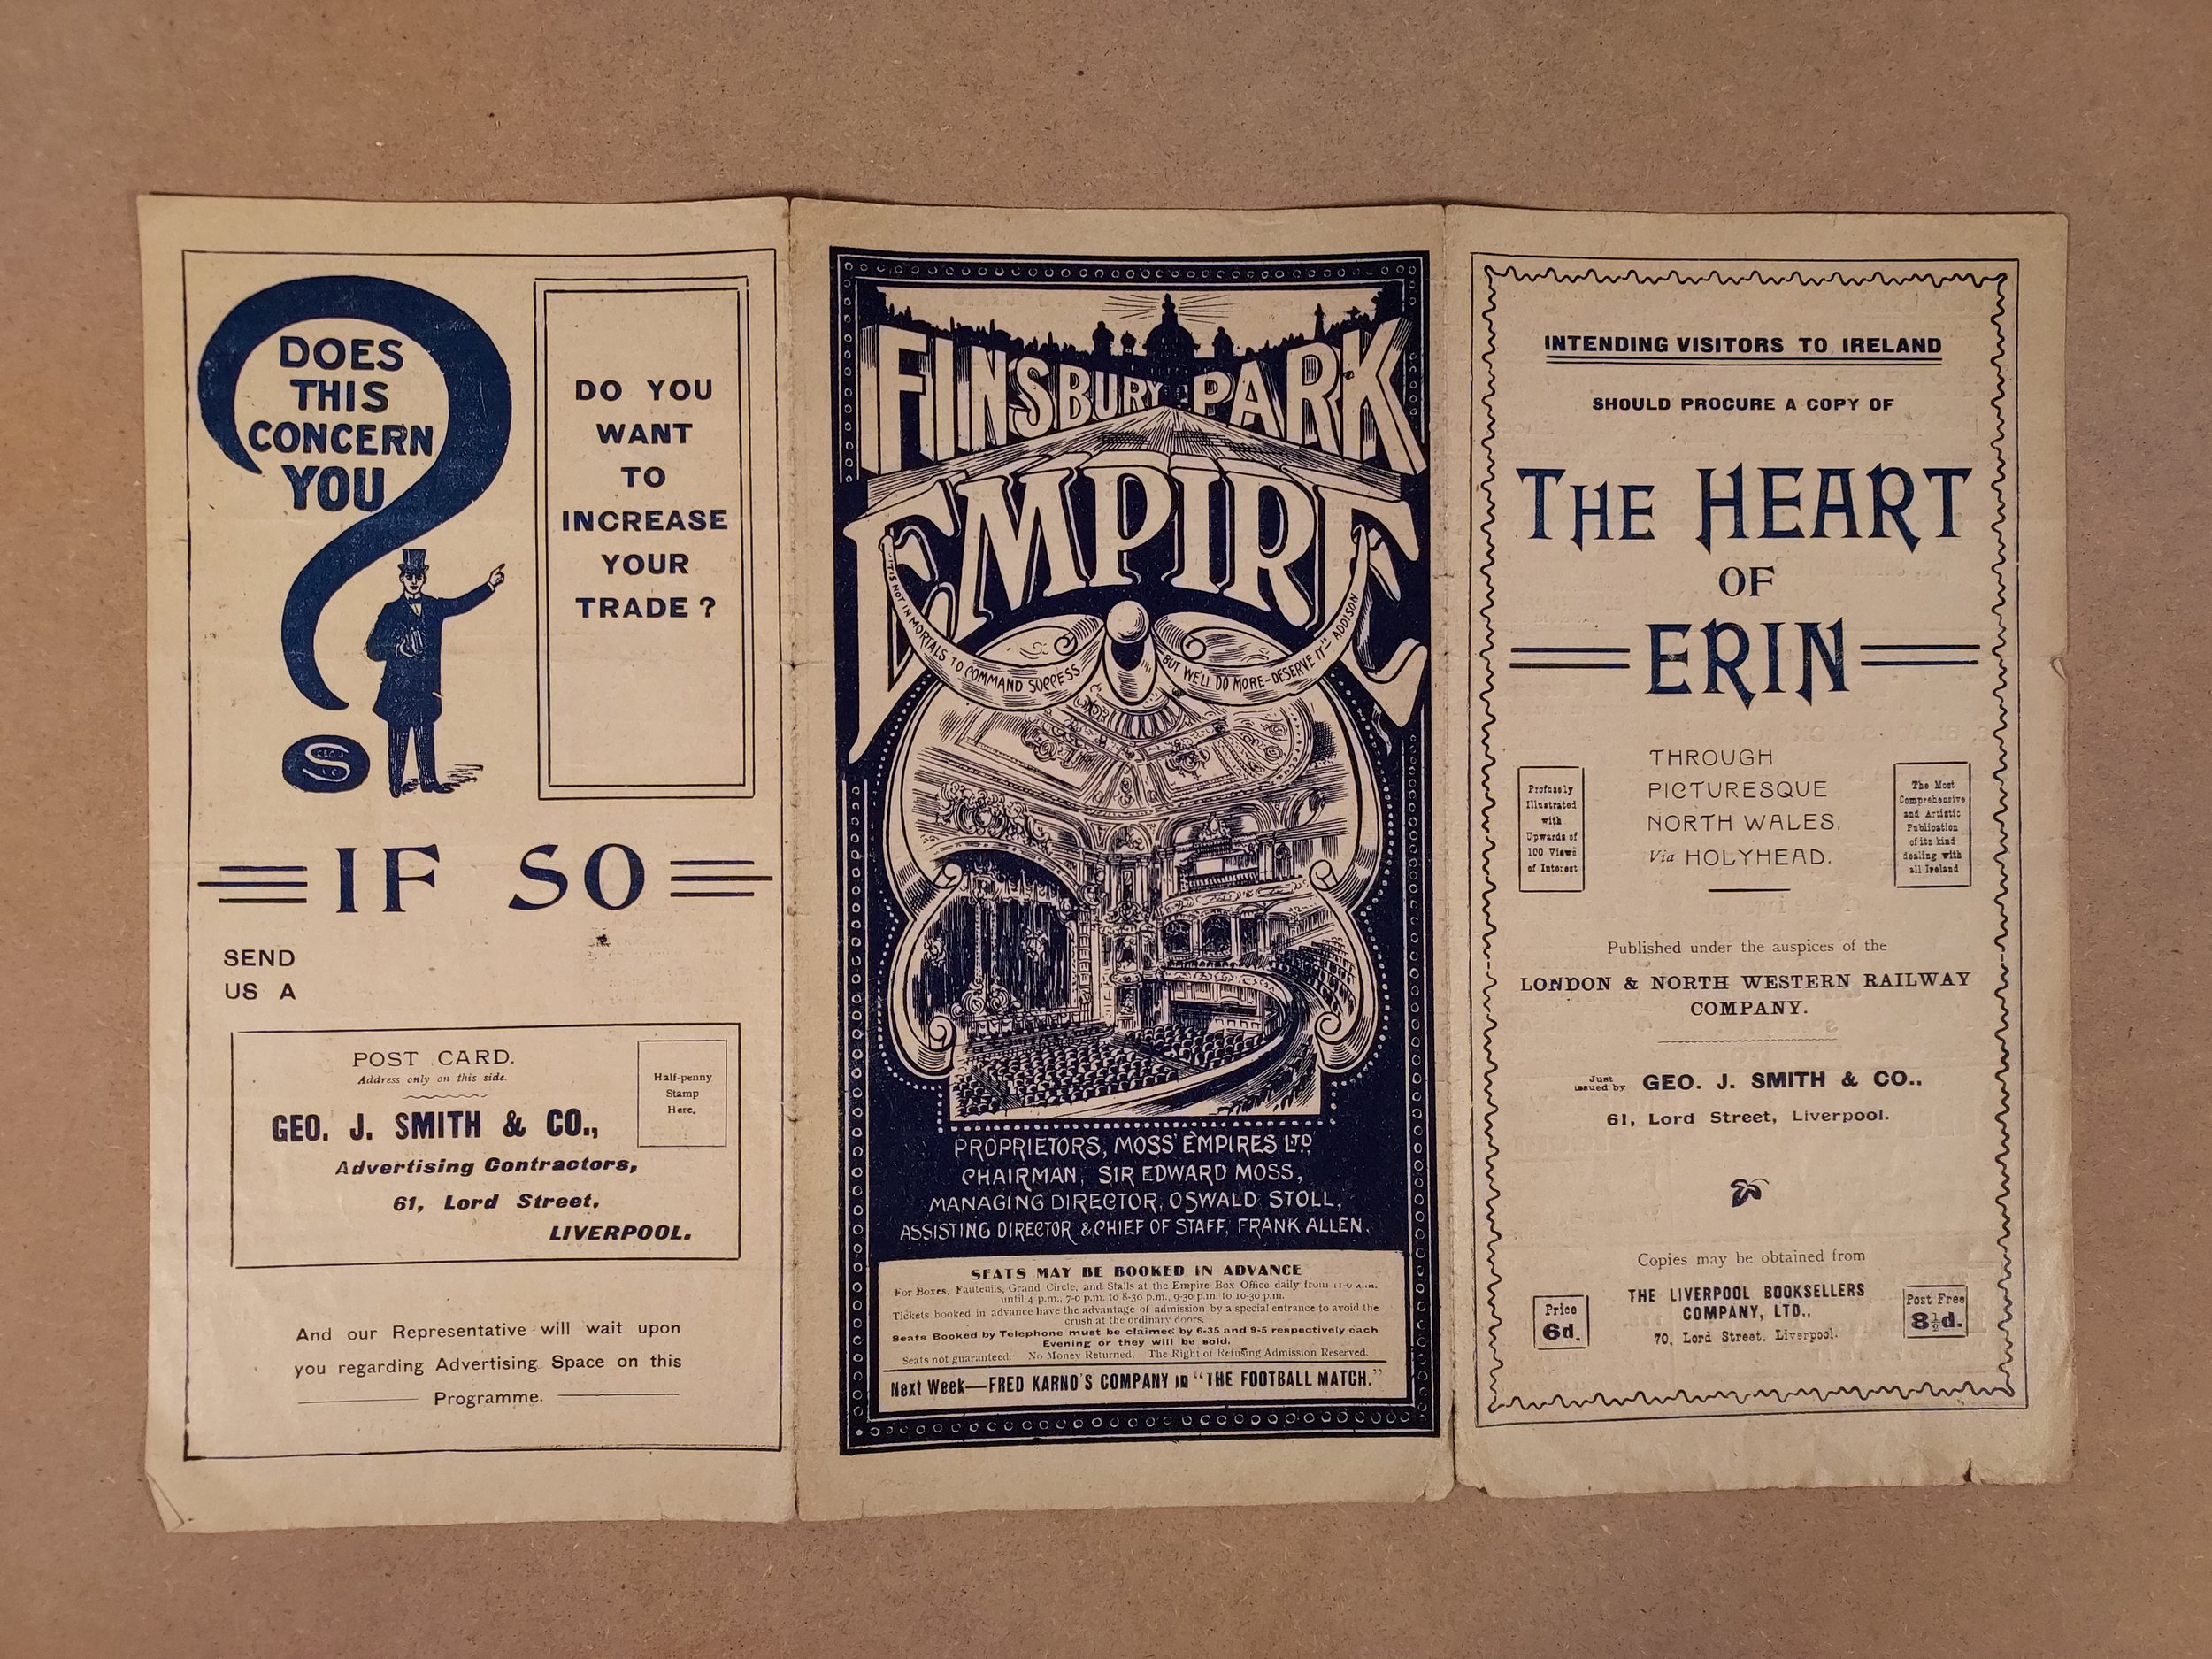 DOES
THIS
CONCERN
YOU
S
DO YOU
WANT
TO
INCREASE
YOUR
TRADE ?
IF SO
SEND
US A
POST CARD.
Address only on this side.
Half-penny
Stamp
Here.
GEO. J. SMITH & CO.,
Advertising Contractors,
61, Lord Street,
LIVERPOOL.
And our Representative will wait upon
you regarding Advertising Space on this
Programme.
FINSBURY PARK
EMPIRE
"'TIS NOT IN MORTALS TO COMMAND SUCCESS
BUT WE'LL DO MORE-DESERVE IT"-ADDISON
PROPRIETORS, MOSS' EMPIRES LTD.
CHAIRMAN, SIR EDWARD MOSS,
MANAGING DIRECTOR, OSWALD STOLL,
ASSISTING DIRECTOR & CHIEF OF STAFF, FRANK ALLEN.
SEATS MAY BE BOOKED IN ADVANCE
For Boxes, Fauteuils, Grand Circle, and Stalls at the Empire Box Office daily from 11-0 a.m.
until 4 p.m., 7-0 p.m. to 8-30 p.m., 9-30 p.m. to 10-30 p.m.
Tickets booked in advance have the advantage of admission by a special entrance to avoid the
crush at the ordinary doors.
Seats Booked by Telephone must be claimed by 6-35 and 9-5 respectively each
Evening or they will be sold.
Seats not guaranteed. No Money Returned. The Right of Refusing Admission Reserved.
Next Week—FRED KARNO'S COMPANY IN "THE FOOTBALL MATCH."
INTENDING VISITORS TO IRELAND
SHOULD PROCURE A COPY OF
THE HEART
OF
ERIN
THROUGH
PICTURESQUE
NORTH WALES,
Via HOLYHEAD.
Profusely
Illustrated
with
Upwards of
100 Views
of Interest
The Most
Comprehensive
and Artistic
Publication
of its kind
dealing with
all Ireland
Published under the auspices of the
LONDON & NORTH WESTERN RAILWAY
COMPANY.
Just
issued by GEO. J. SMITH & CO..
61, Lord Street, Liverpool.
Copies may be obtained from
THE LIVERPOOL BOOKSELLERS
COMPANY, LTD.,
70, Lord Street, Liverpool.
Price
6d.
Post Free
8½d.